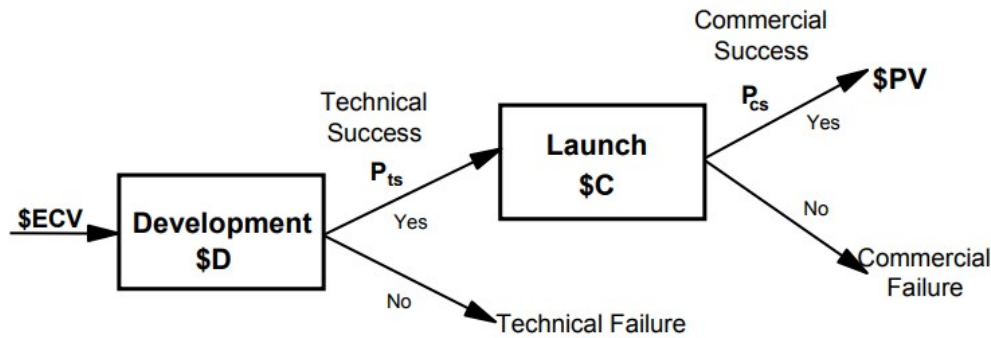 Commercial
Success
$PV
Pcs
Yes
Technical
Success
Launch
$C
Pts
Yes
No
$ECV
Development
$D
Commercial
Failure
No
Technical Failure